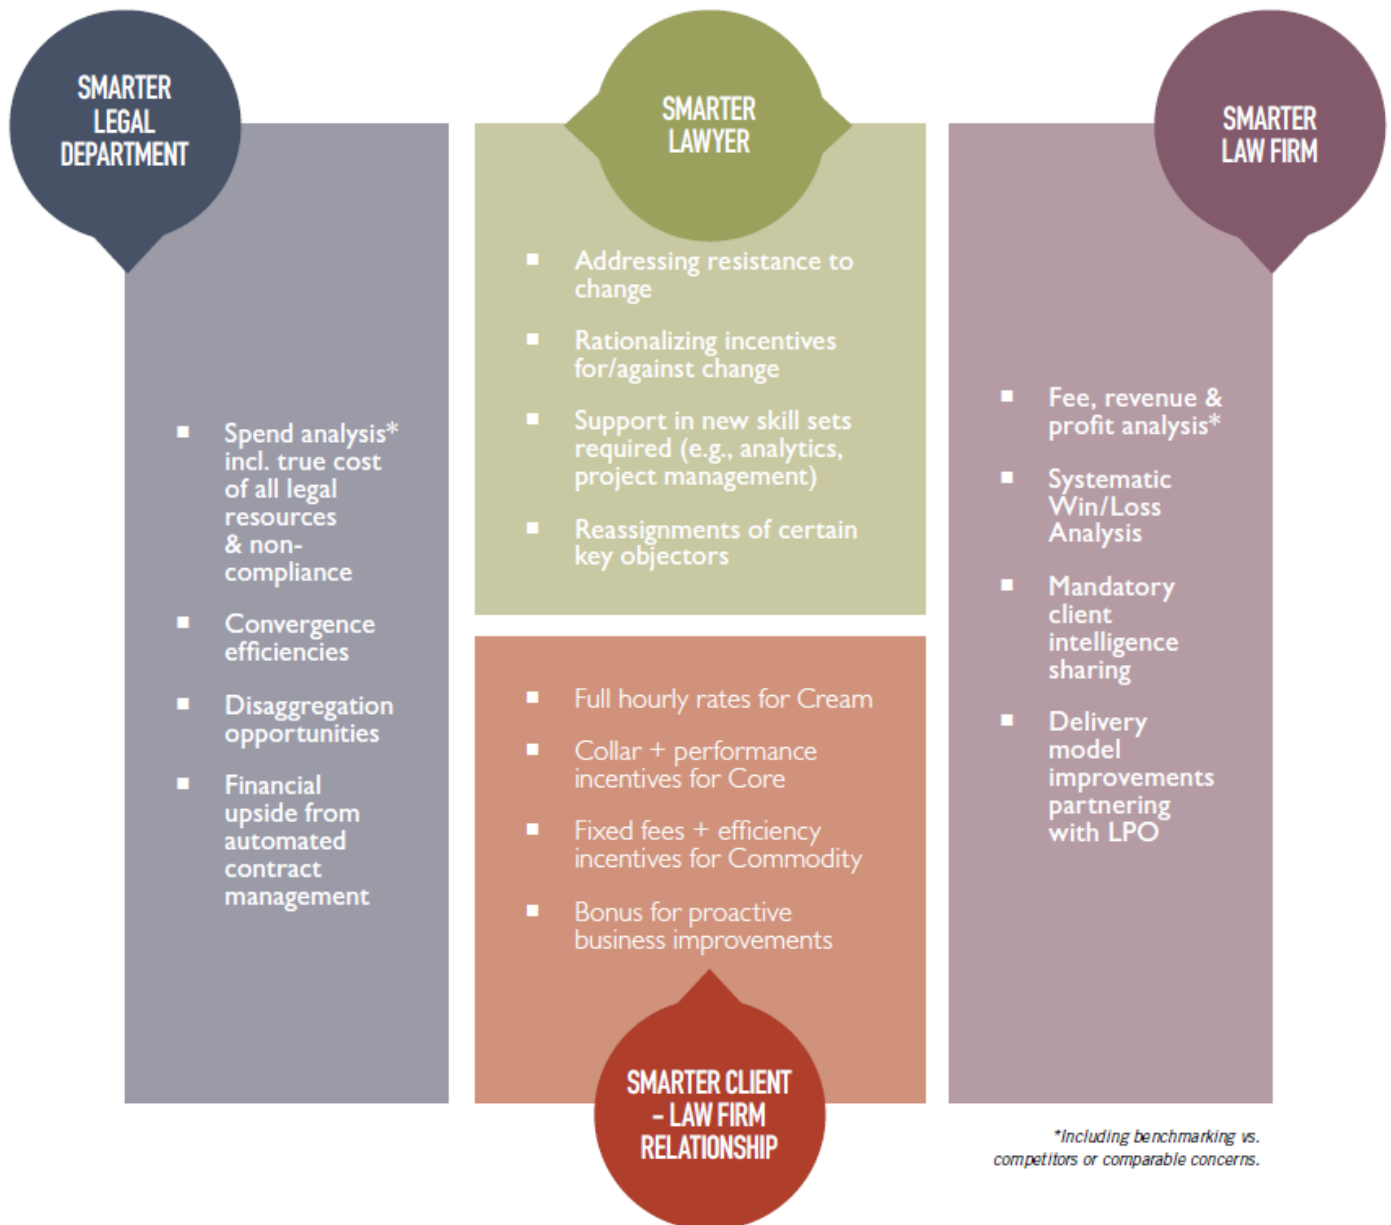 SMARTER
LEGAL
DEPARTMENT
▪ Spend analysis*
incl. true cost
of all legal
resources
& non-
compliance
▪ Convergence
efficiencies
▪ Disaggregation
opportunities
▪ Financial
upside from
automated
contract
management
SMARTER
LAWYER
▪ Addressing resistance to
change
▪ Rationalizing incentives
for/against change
▪ Support in new skill sets
required (e.g., analytics,
project management)
▪ Reassignments of certain
key objectors
▪ Full hourly rates for Cream
▪ Collar + performance
incentives for Core
▪ Fixed fees + efficiency
incentives for Commodity
▪ Bonus for proactive
business improvements
SMARTER CLIENT
– LAW FIRM
RELATIONSHIP
SMARTER
LAW FIRM
▪ Fee, revenue &
profit analysis*
▪ Systematic
Win/Loss
Analysis
▪ Mandatory
client
intelligence
sharing
▪ Delivery
model
improvements
partnering
with LPO
*Including benchmarking vs.
competitors or comparable concerns.